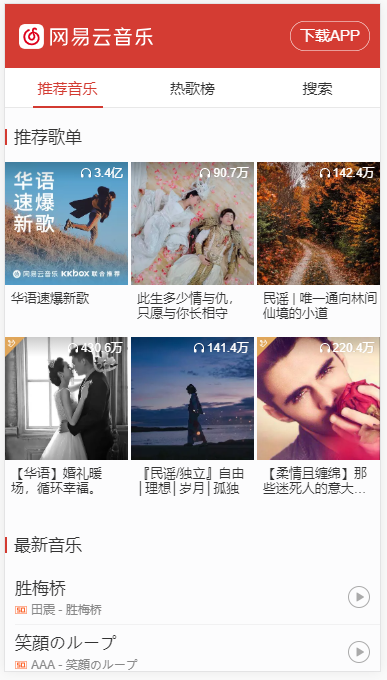 网易云音乐
下载APP
推荐音乐
热歌榜
搜索
推荐歌单
3.4亿
华语
速爆
新歌
网易云音乐 KKBOX 联合推荐
90.7万
142.4万
华语速爆新歌
此生多少情与仇，
只愿与你长相守
民谣 | 唯一通向林间
仙境的小道
430.6万
141.4万
220.4万
【华语】婚礼暖
场，循环幸福。
『民谣/独立』自由
│理想│岁月│孤独
【柔情且缠绵】那
些迷死人的意大...
最新音乐
胜梅桥
SQ 田震 - 胜梅桥
笑顔のループ
SQ AAA - 笑顔のループ